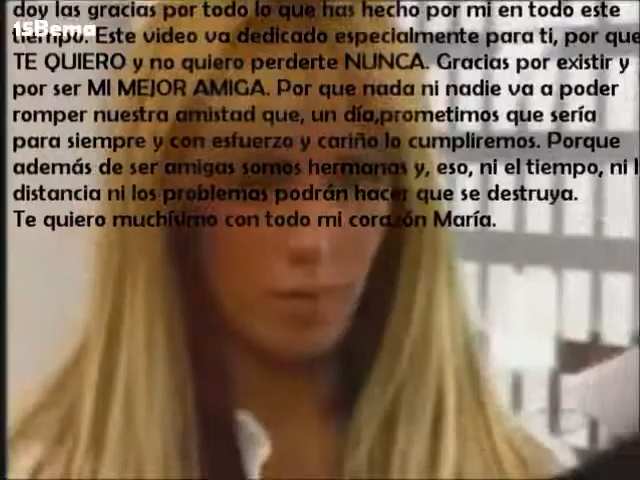 doy las gracias por todo lo que has hecho por mi en todo este
15Bema
tiempo. Este video va dedicado especialmente para ti, por que
TE QUIERO y no quiero perderte NUNCA. Gracias por existir y
por ser MI MEJOR AMIGA. Por que nada ni nadie va a poder
romper nuestra amistad que, un día,prometimos que sería
para siempre y con esfuerzo y cariño lo cumpliremos. Porque
además de ser amigas somos hermanas y, eso, ni el tiempo, ni l
distancia ni los problemas podrán hacer que se destruya.
Te quiero muchísimo con todo mi corazón María.